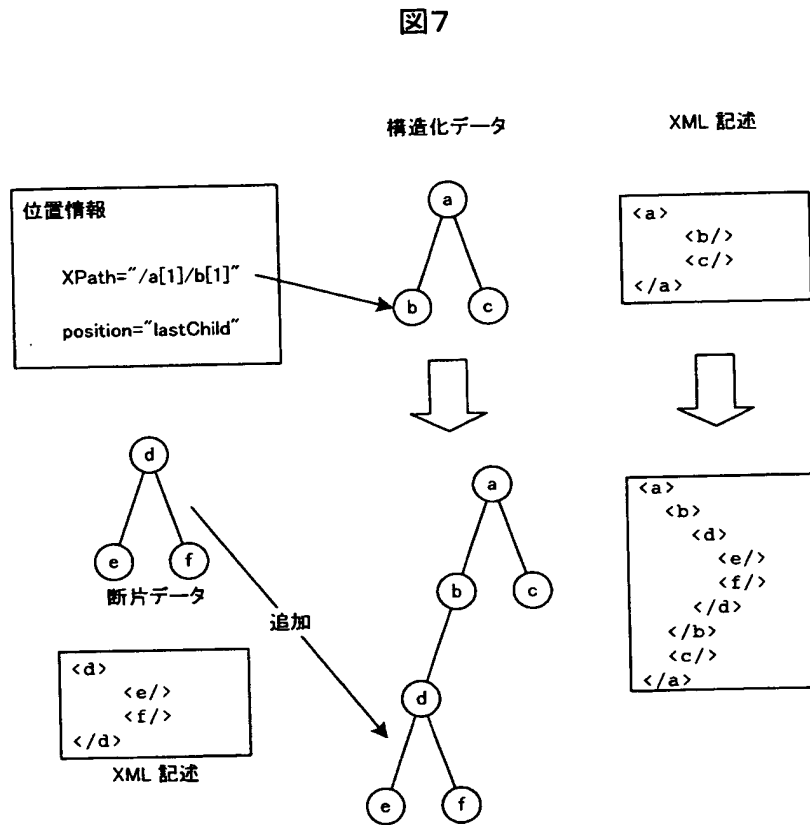 図7
構造化データ
XML 記述
位置情報
XPath="/a[1]/b[1]"
position="lastChild"
a
b
c
<a>
<b/>
<c/>
</a>
d
e
f
断片データ
追加
<d>
<e/>
<f/>
</d>
XML 記述
a
b
c
d
e
f
<a>
<b>
<d>
<e/>
<f/>
</d>
</b>
<c/>
</a>